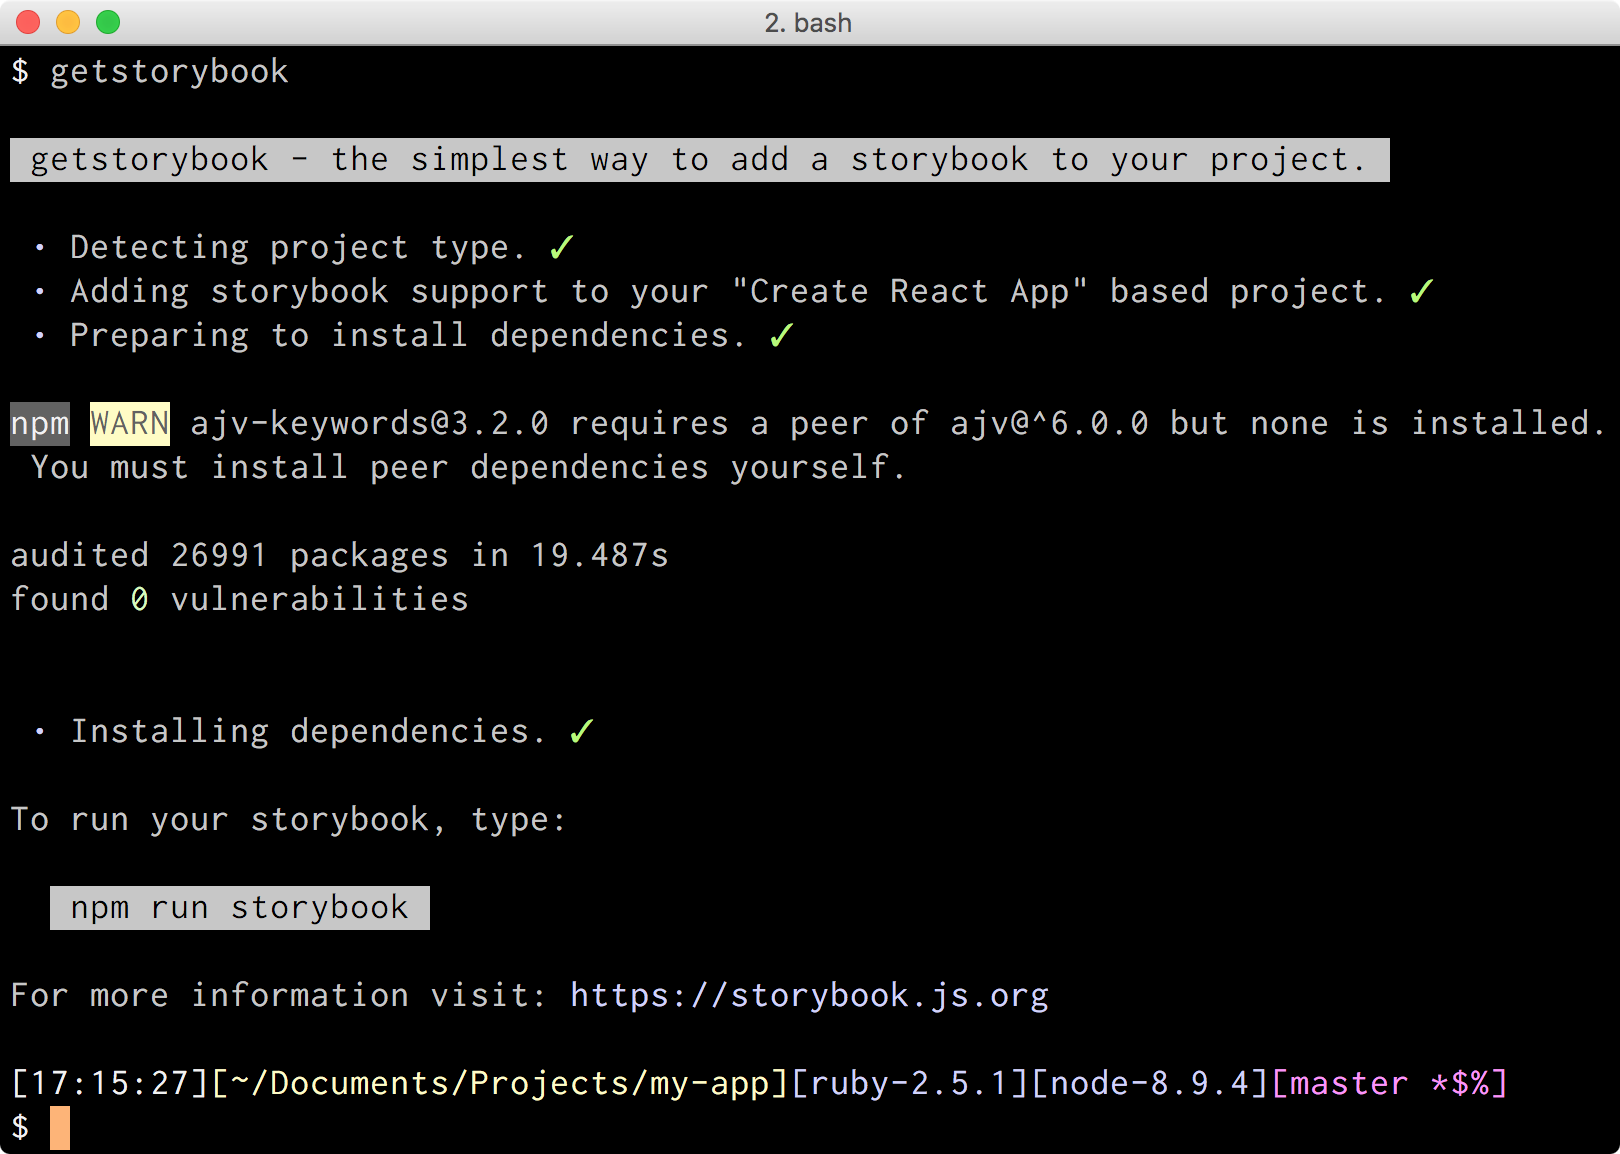 2. bash
$ getstorybook
getstorybook - the simplest way to add a storybook to your project.
• Detecting project type. ✓
• Adding storybook support to your "Create React App" based project. ✓
• Preparing to install dependencies. ✓
npm WARN ajv-keywords@3.2.0 requires a peer of ajv@^6.0.0 but none is installed.
You must install peer dependencies yourself.
audited 26991 packages in 19.487s
found 0 vulnerabilities
• Installing dependencies. ✓
To run your storybook, type:
npm run storybook
For more information visit: https://storybook.js.org
[17:15:27][~/Documents/Projects/my-app][ruby-2.5.1][node-8.9.4][master *$%]
$